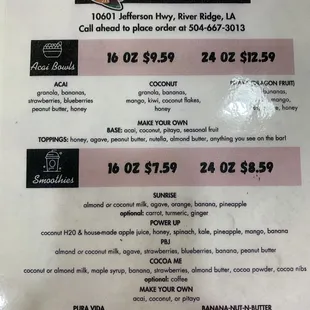 10601 Jefferson Hwy, River Ridge, LA
Call ahead to place order at 504-667-3013
Acai Bowls
16 OZ $9.59 24 OZ $12.59
ACAI
granola, bananas,
strawberries, blueberries
peanut butter, honey
COCONUT
granola, bananas,
mango, kiwi, coconut flakes,
honey
(DRAGON FRUIT)
bananas,
mango,
honey
MAKE YOUR OWN
BASE: acai, coconut, pitaya, seasonal fruit
TOPPINGS: honey, agave, peanut butter, nutella, almond butter, anything you see on the bar!
Smoothies
16 OZ $7.59 24 OZ $8.59
SUNRISE
almond or coconut milk, agave, orange, banana, pineapple
optional: carrot, turmeric, ginger
POWER UP
coconut H20 & house-made apple juice, honey, spinach, kale, pineapple, mango, banana
PBJ
almond or coconut milk, agave, strawberries, blueberries, banana, peanut butter
COCOA ME
coconut or almond milk, maple syrup, banana, strawberries, almond butter, cocoa powder, cocoa nibs
optional: coffee
MAKE YOUR OWN
acai, coconut, or pitaya
PURA VIDA BANANA-NUT-N-BUTTER